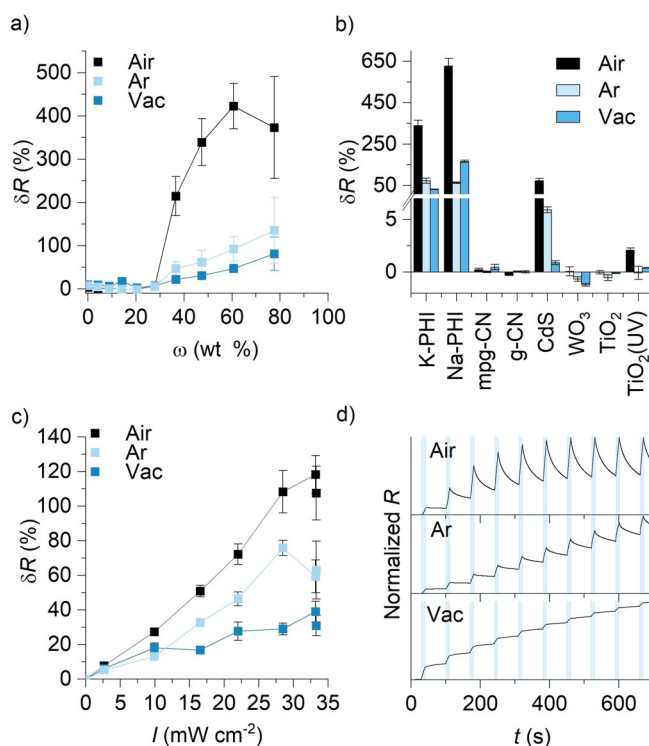 a)
Air
Ar
Vac
500
400
300
200
100
0
δR (%)
0 20 40 60 80 100
ω (wt %)
b)
Air
Ar
Vac
650
450
250
50
5
0
δR (%)
K-PHI
Na-PHI
mpg-CN
g-CN
CdS
WO3
TiO2
TiO2(UV)
c)
Air
Ar
Vac
140
120
100
80
60
40
20
0
δR (%)
0 5 10 15 20 25 30 35
I (mW cm-2)
d)
Air
Ar
Vac
Normalized R
0 200 400 600
t (s)